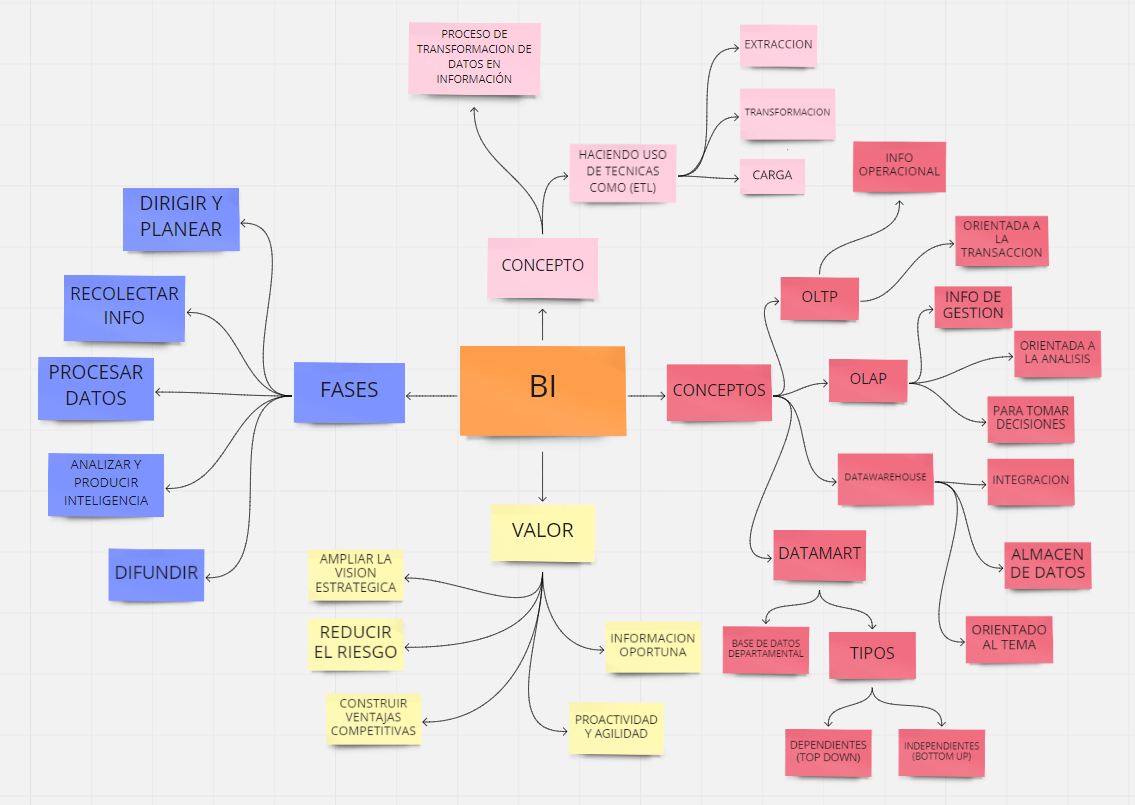 PROCESO DE
TRANSFORMACION DE
DATOS EN
INFORMACIÓN
EXTRACCION
TRANSFORMACION
CARGA
HACIENDO USO
DE TECNICAS
COMO (ETL)
CONCEPTO
INFO
OPERACIONAL
ORIENTADA A
LA
TRANSACCION
OLTP
INFO DE
GESTION
ORIENTADA A
LA ANALISIS
OLAP
PARA TOMAR
DECISIONES
CONCEPTOS
BI
FASES
DIRIGIR Y
PLANEAR
RECOLECTAR
INFO
PROCESAR
DATOS
ANALIZAR Y
PRODUCIR
INTELIGENCIA
DIFUNDIR
DATAWAREHOUSE
INTEGRACION
ALMACEN
DE DATOS
ORIENTADO
AL TEMA
DATAMART
BASE DE DATOS
DEPARTAMENTAL
TIPOS
DEPENDIENTES
(TOP DOWN)
INDEPENDIENTES
(BOTTOM UP)
VALOR
AMPLIAR LA
VISION
ESTRATEGICA
REDUCIR
EL RIESGO
CONSTRUIR
VENTAJAS
COMPETITIVAS
INFORMACION
OPORTUNA
PROACTIVIDAD
Y AGILIDAD